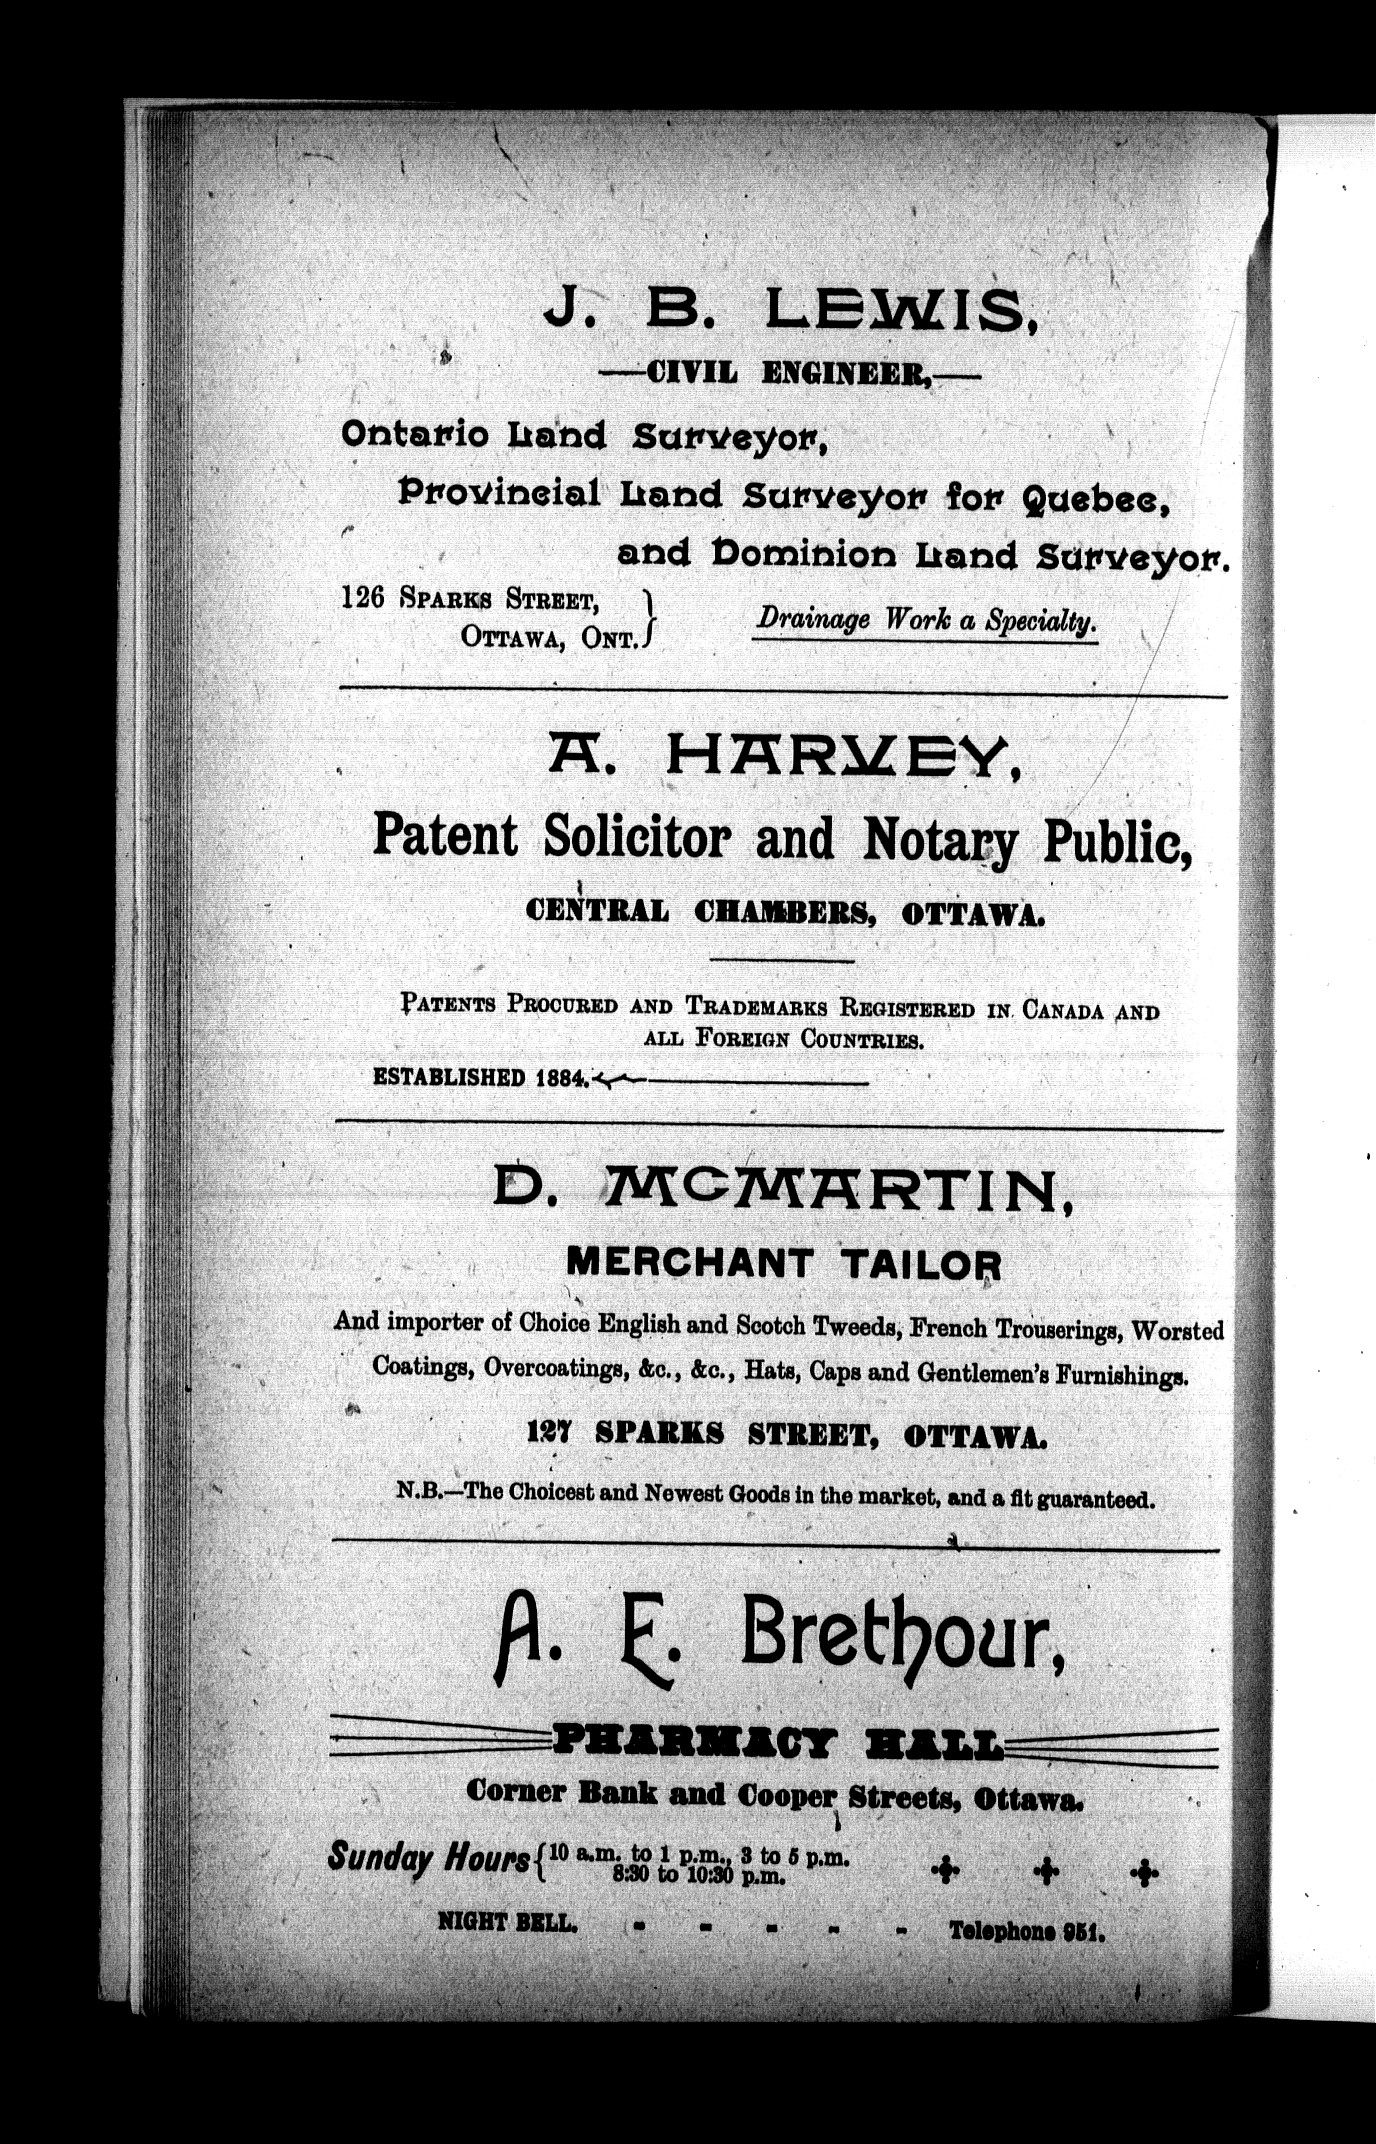 J. B. LEWIS,
—CIVIL ENGINEER,—
Ontario Land Surveyor,
Provincial Land Surveyor for Quebec,
and Dominion Land Surveyor.
126 SPARKS STREET,
OTTAWA, ONT.}
Drainage Work a Specialty.
A. HARVEY,
Patent Solicitor and Notary Public,
CENTRAL CHAMBERS, OTTAWA.
PATENTS PROCURED AND TRADEMARKS REGISTERED IN CANADA AND
ALL FOREIGN COUNTRIES.
ESTABLISHED 1884.
D. MCMARTIN,
MERCHANT TAILOR
And importer of Choice English and Scotch Tweeds, French Trouserings, Worsted
Coatings, Overcoatings, &c., &c., Hats, Caps and Gentlemen's Furnishings.
127 SPARKS STREET, OTTAWA.
N.B.—The Choicest and Newest Goods in the market, and a fit guaranteed.
A. E. Brethour,
PHARMACY HALL
Corner Bank and Cooper Streets, Ottawa.
Sunday Hours { 10 a.m. to 1 p.m., 3 to 5 p.m.
8:30 to 10:30 p.m.
NIGHT BELL. - - - - - Telephone 951.